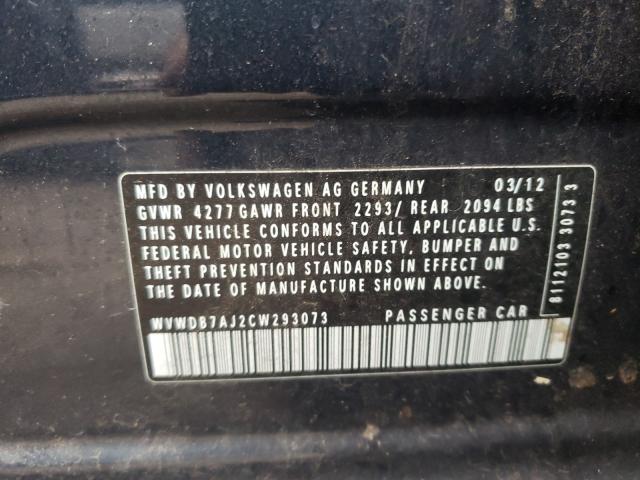 MFD BY VOLKSWAGEN AG GERMANY 03/12
GVWR 4277 GAWR FRONT 2293/ REAR 2094 LBS
THIS VEHICLE CONFORMS TO ALL APPLICABLE U.S.
FEDERAL MOTOR VEHICLE SAFETY, BUMPER AND
THEFT PREVENTION STANDARDS IN EFFECT ON
THE DATE OF MANUFACTURE SHOWN ABOVE.
WVWDB7AJ2CW293073 PASSENGER CAR
8112103 3073 3